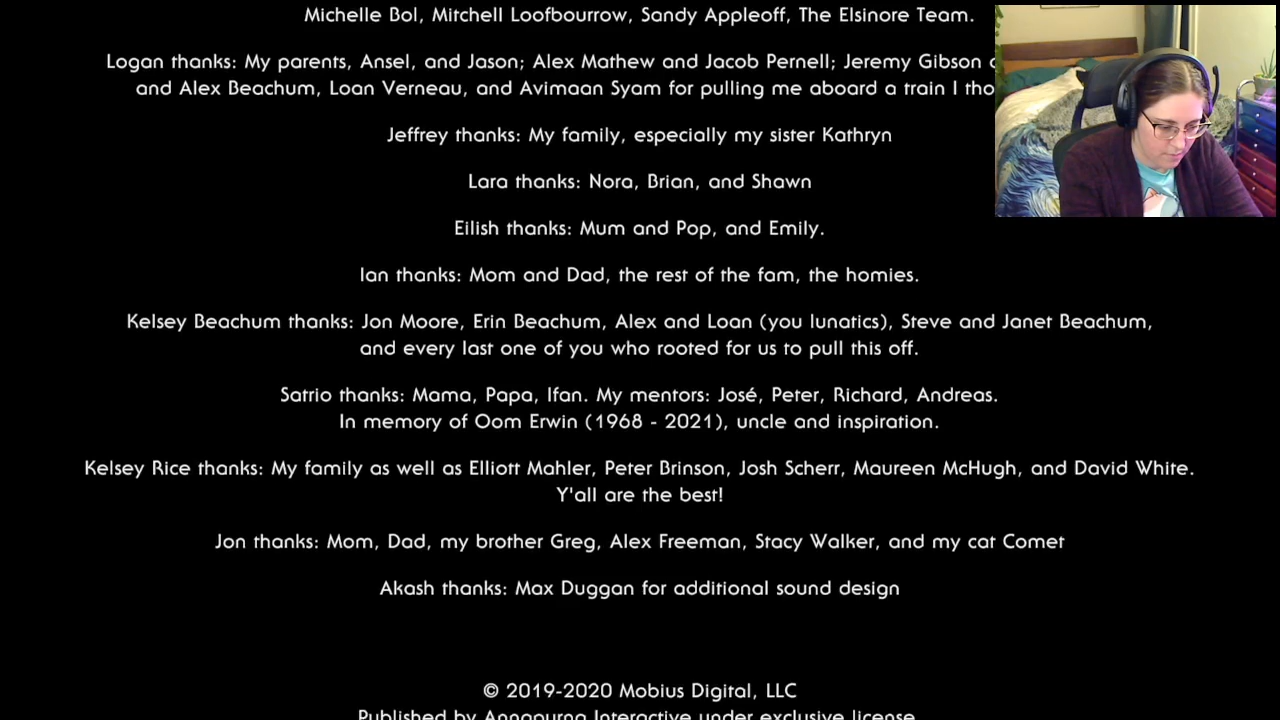 Michelle Bol, Mitchell Loofbourrow, Sandy Appleoff, The Elsinore Team.
Logan thanks: My parents, Ansel, and Jason; Alex Mathew and Jacob Pernell; Jeremy Gibson
and Alex Beachum, Loan Verneau, and Avimaan Syam for pulling me aboard a train I
Jeffrey thanks: My family, especially my sister Kathryn
Lara thanks: Nora, Brian, and Shawn
Eilish thanks: Mum and Pop, and Emily.
Ian thanks: Mom and Dad, the rest of the fam, the homies.
Kelsey Beachum thanks: Jon Moore, Erin Beachum, Alex and Loan (you lunatics), Steve and Janet Beachum,
and every last one of you who rooted for us to pull this off.
Satrio thanks: Mama, Papa, Ifan. My mentors: José, Peter, Richard, Andreas.
In memory of Oom Erwin (1968 - 2021), uncle and inspiration.
Kelsey Rice thanks: My family as well as Elliott Mahler, Peter Brinson, Josh Scherr, Maureen McHugh, and David White.
Y'all are the best!
Jon thanks: Mom, Dad, my brother Greg, Alex Freeman, Stacy Walker, and my cat Comet
Akash thanks: Max Duggan for additional sound design
© 2019-2020 Mobius Digital, LLC
Published by Annapurna Interactive under exclusive license.